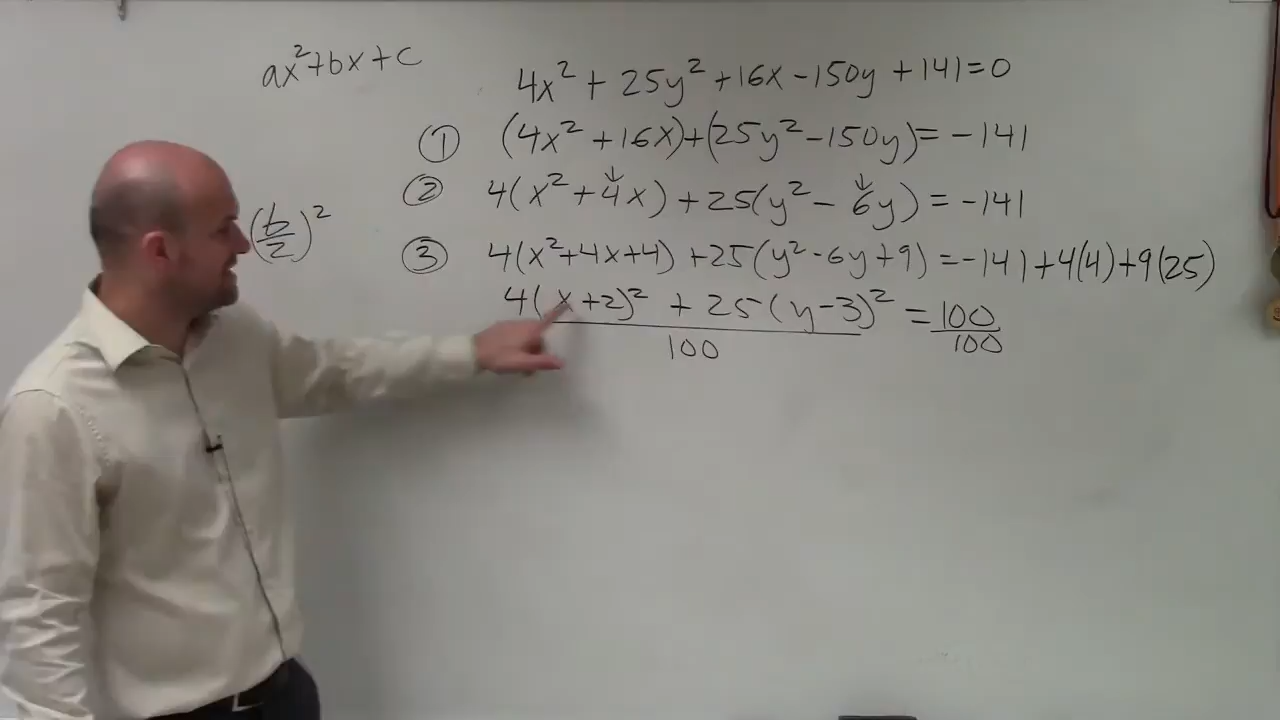 ax²+bx+c
4x² + 25y² +16x -150y +141=0
① (4x² +16x)+(25y²-150y)= -141
(b/2)²
② 4(x² + 4x) + 25(y² - 6y) = -141
↓ ↓
③ 4(x²+4x+4) +25(y²-6y+9) =-141+4(4)+9(25)
4(x+2)² + 25(y-3)² = 100
100 100